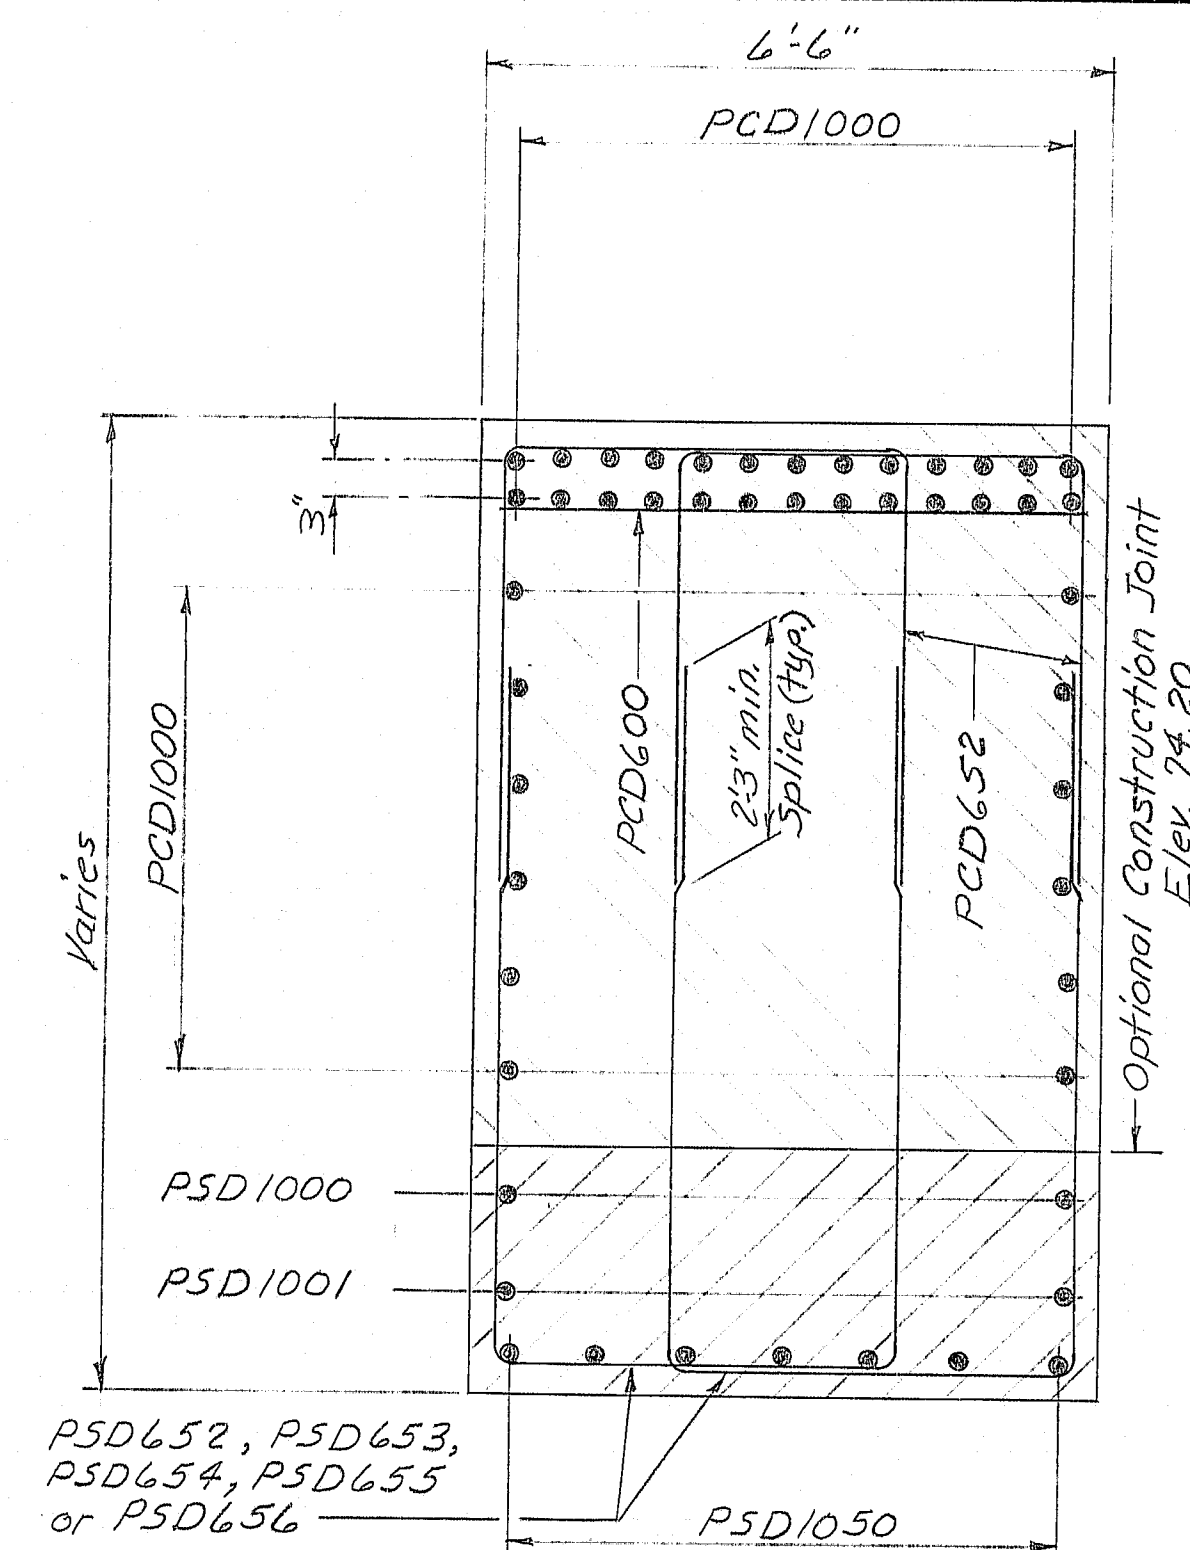 6'-6"
PCD1000
3"
Varies
PCD1000
PCD600
2'3" min.
Splice (typ.)
PCD652
Optional Construction Joint
Elev. 74.20
PSD1000
PSD1001
PSD652, PSD653,
PSD654, PSD655
or PSD656
PSD1050